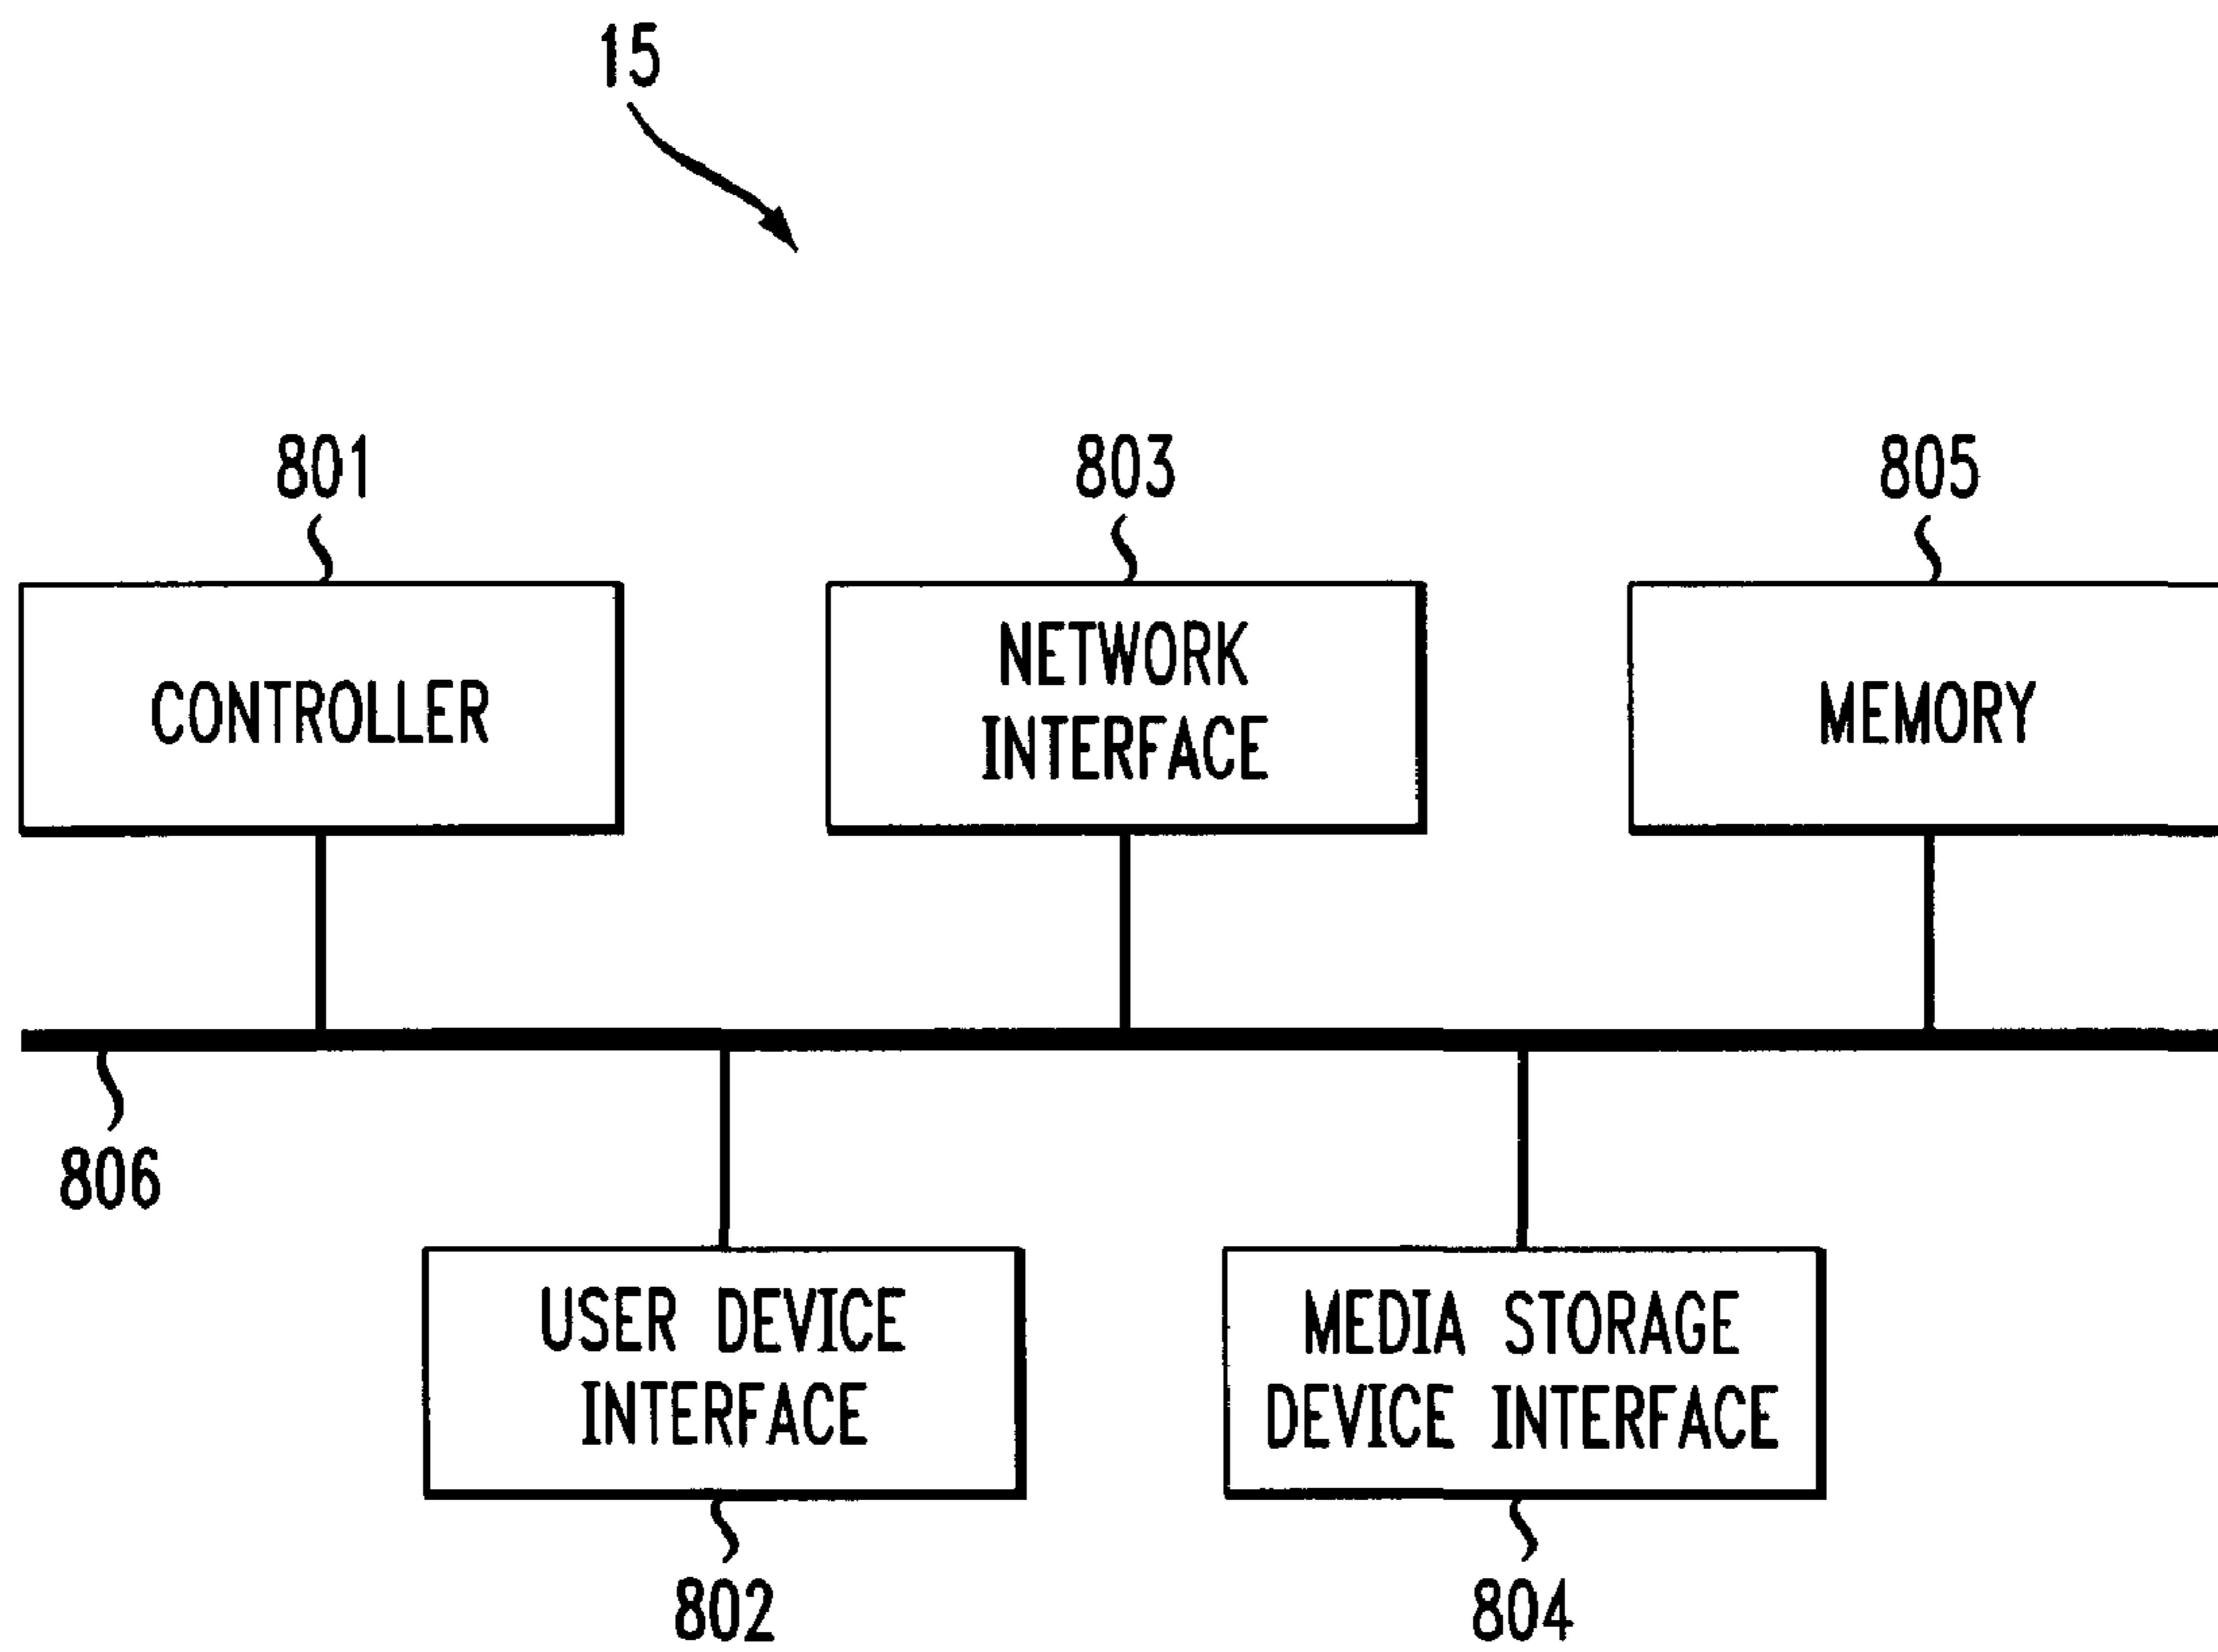 15
801
803
805
CONTROLLER
NETWORK
INTERFACE
MEMORY
806
USER DEVICE
INTERFACE
MEDIA STORAGE
DEVICE INTERFACE
802
804